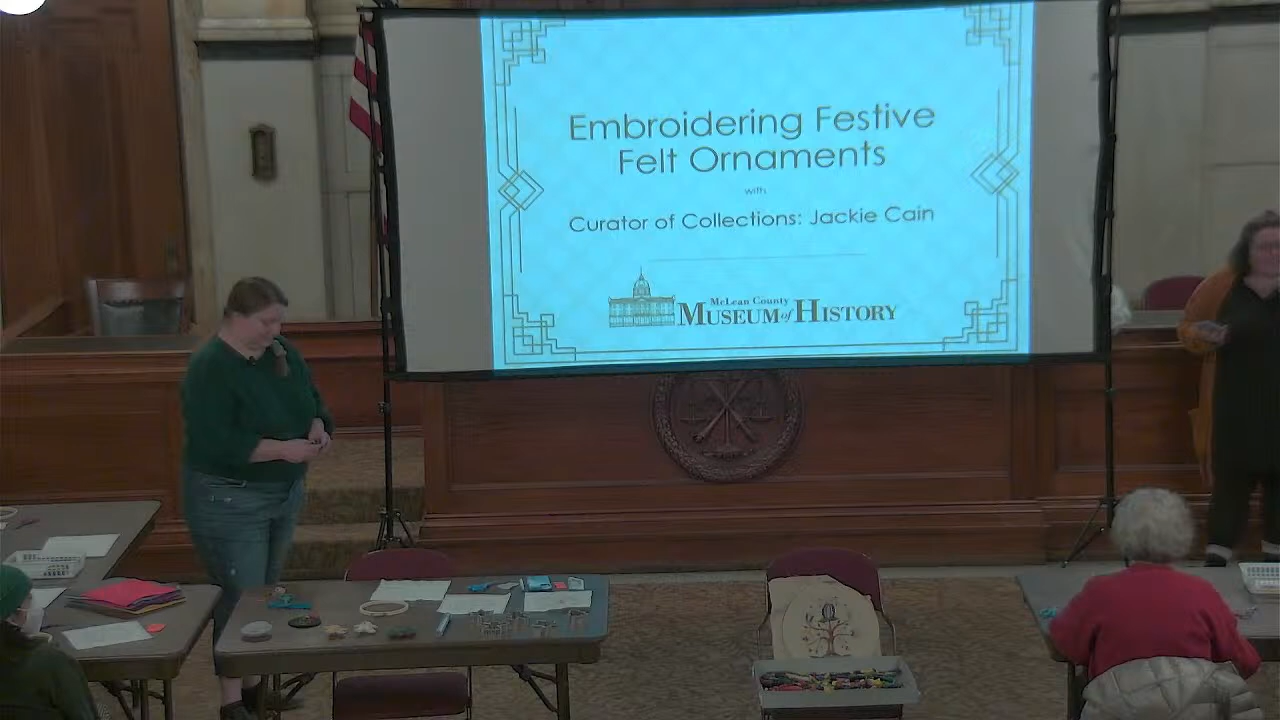 Embroidering Festive
Felt Ornaments
with
Curator of Collections: Jackie Cain
McLean County
Museum of History